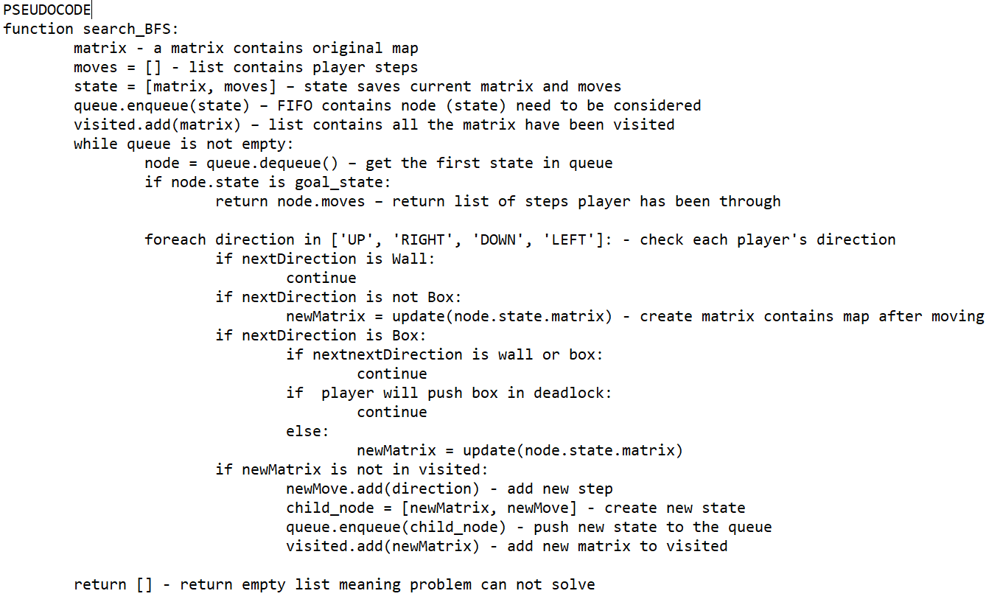 PSEUDOCODE
function search_BFS:
matrix - a matrix contains original map
moves = [] - list contains player steps
state = [matrix, moves] – state saves current matrix and moves
queue.enqueue(state) – FIFO contains node (state) need to be considered
visited.add(matrix) – list contains all the matrix have been visited
while queue is not empty:
node = queue.dequeue() – get the first state in queue
if node.state is goal_state:
return node.moves – return list of steps player has been through
foreach direction in ['UP', 'RIGHT', 'DOWN', 'LEFT']: - check each player's direction
if nextDirection is Wall:
continue
if nextDirection is not Box:
newMatrix = update(node.state.matrix) - create matrix contains map after moving
if nextDirection is Box:
if nextnextDirection is wall or box:
continue
if  player will push box in deadlock:
continue
else:
newMatrix = update(node.state.matrix)
if newMatrix is not in visited:
newMove.add(direction) - add new step
child_node = [newMatrix, newMove] - create new state
queue.enqueue(child_node) - push new state to the queue
visited.add(newMatrix) - add new matrix to visited
return [] - return empty list meaning problem can not solve